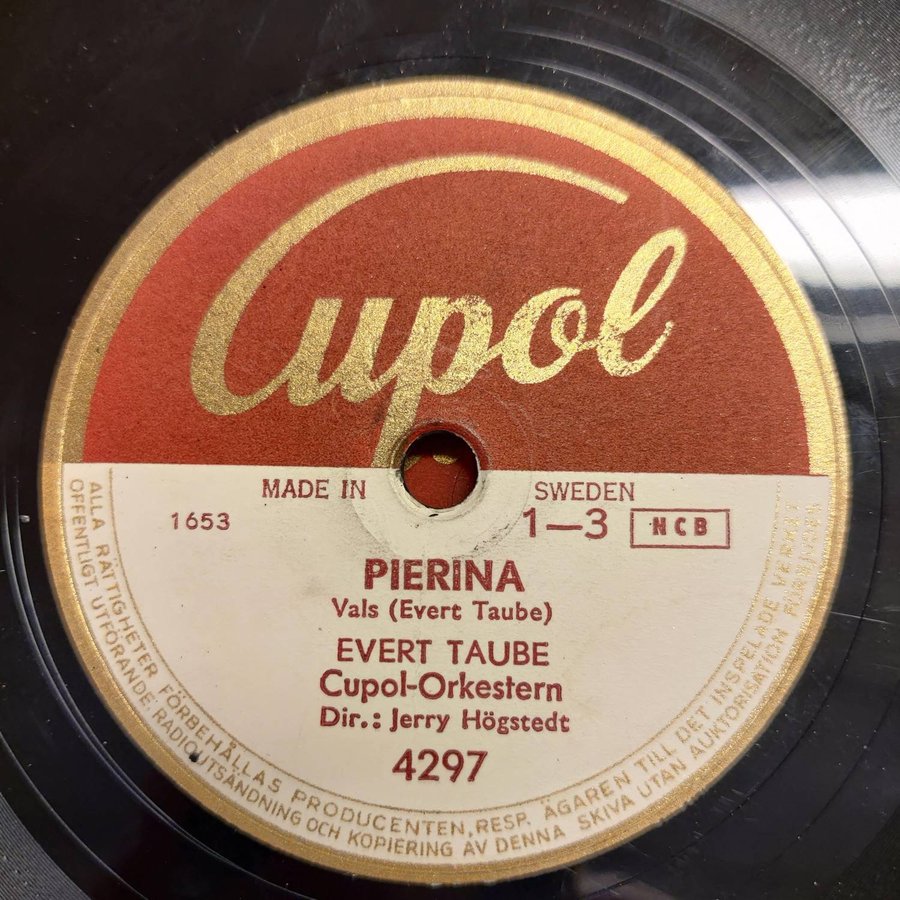 Cupol
MADE IN SWEDEN
1653
1—3 NCB
PIERINA
Vals (Evert Taube)
EVERT TAUBE
Cupol-Orkestern
Dir.: Jerry Högstedt
4297
ALLA RÄTTIGHETER FÖRBEHÅLLAS PRODUCENTEN, RESP. ÄGAREN TILL DET INSPELADE VERKET
OFFENTLIGT UTFÖRANDE RADIOUTSÄNDNING OCH KOPIERING AV DENNA SKIVA UTAN AUKTORISATION FÖRBJUDEN